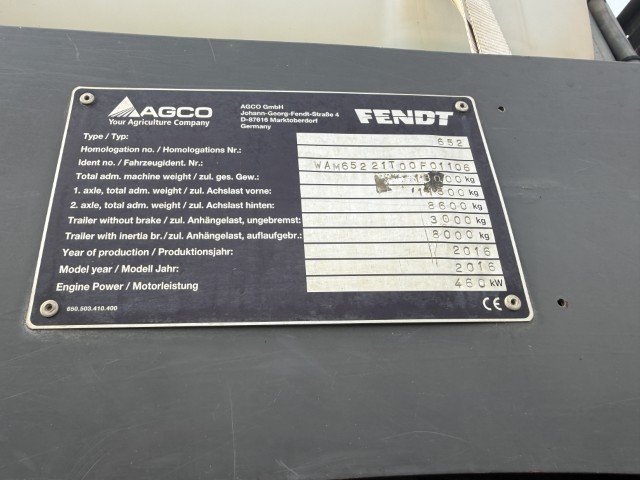 AGCO
Your Agriculture Company
AGCO GmbH
Johann-Georg-Fendt-Straße 4
D-87616 Marktoberdorf
Germany
FENDT
Type / Typ: 652
Homologation no. / Homologations Nr.:
Ident no. / Fahrzeugident. Nr.: WAM65221T00F01106
Total adm. machine weight / zul. ges. Gew.: kg
1. axle, total adm. weight / zul. Achslast vorne: kg
2. axle, total adm. weight / zul. Achslast hinten: 8600 kg
Trailer without brake / zul. Anhängelast, ungebremst: 3000 kg
Trailer with inertia br./ zul. Anhängelast, auflaufgebr.: 8000 kg
Year of production / Produktionsjahr: 2016
Model year / Modell Jahr: 2016
Engine Power / Motorleistung 460 kW
650.503.410.400
CE